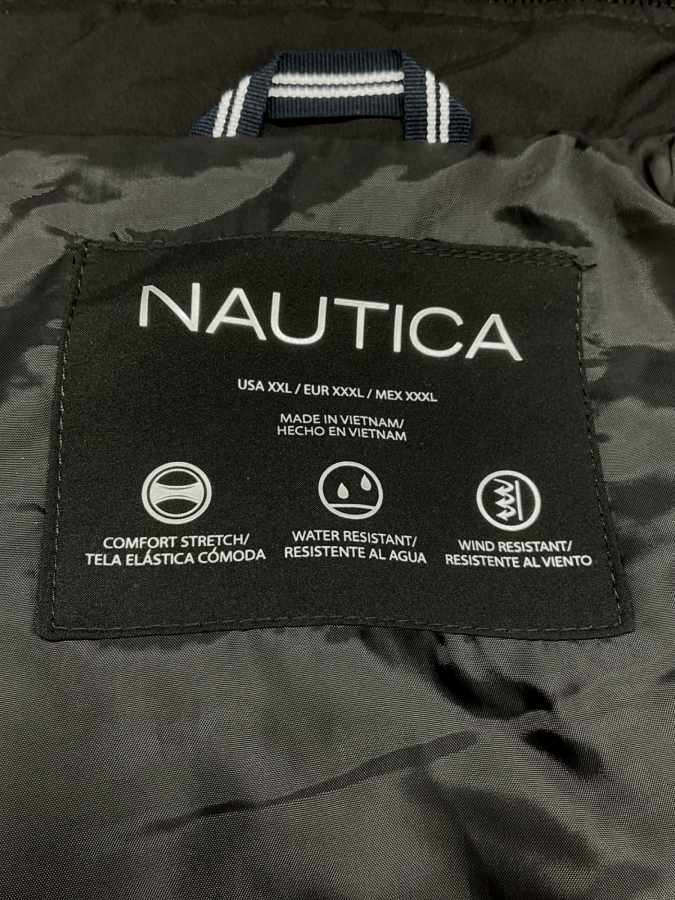 NAUTICA
USA XXL / EUR XXXL / MEX XXXL
MADE IN VIETNAM/
HECHO EN VIETNAM
COMFORT STRETCH/
TELA ELÁSTICA CÓMODA
WATER RESISTANT/
RESISTENTE AL AGUA
WIND RESISTANT/
RESISTENTE AL VIENTO